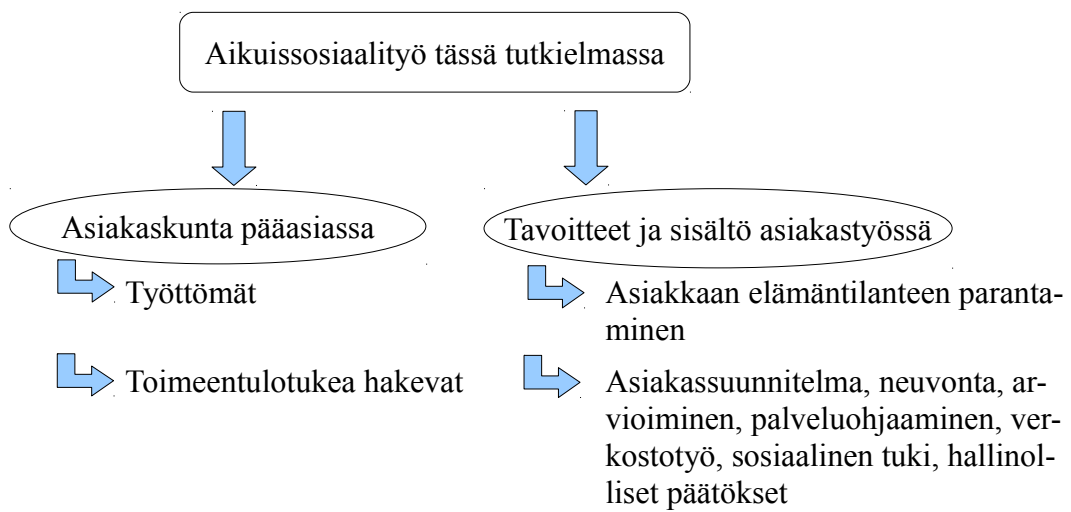 Aikuissosiaalityö tässä tutkielmassa
Asiakaskunta pääasiassa
Työttömät
Toimeentulotukea hakevat
Tavoitteet ja sisältö asiakastyössä
Asiakkaan elämäntilanteen paranta-
minen
Asiakassuunnitelma, neuvonta, ar-
vioiminen, palveluohjaaminen, ver-
kostotyö, sosiaalinen tuki, hallinol-
liset päätökset